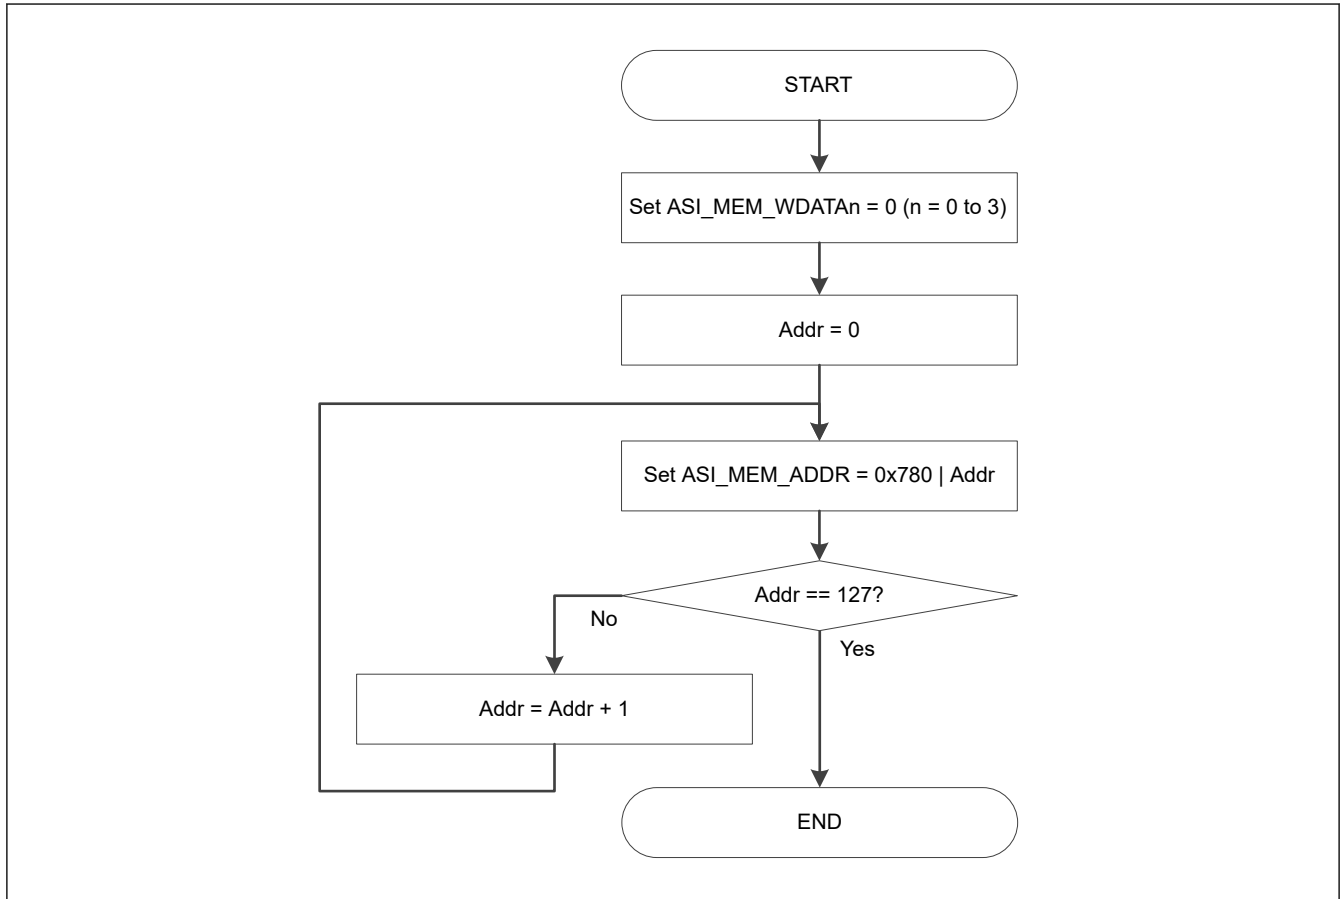 START
Set ASI_MEM_WDATAn = 0 (n = 0 to 3)
Addr = 0
Set ASI_MEM_ADDR = 0x780 | Addr
Addr == 127?
No
Yes
Addr = Addr + 1
END